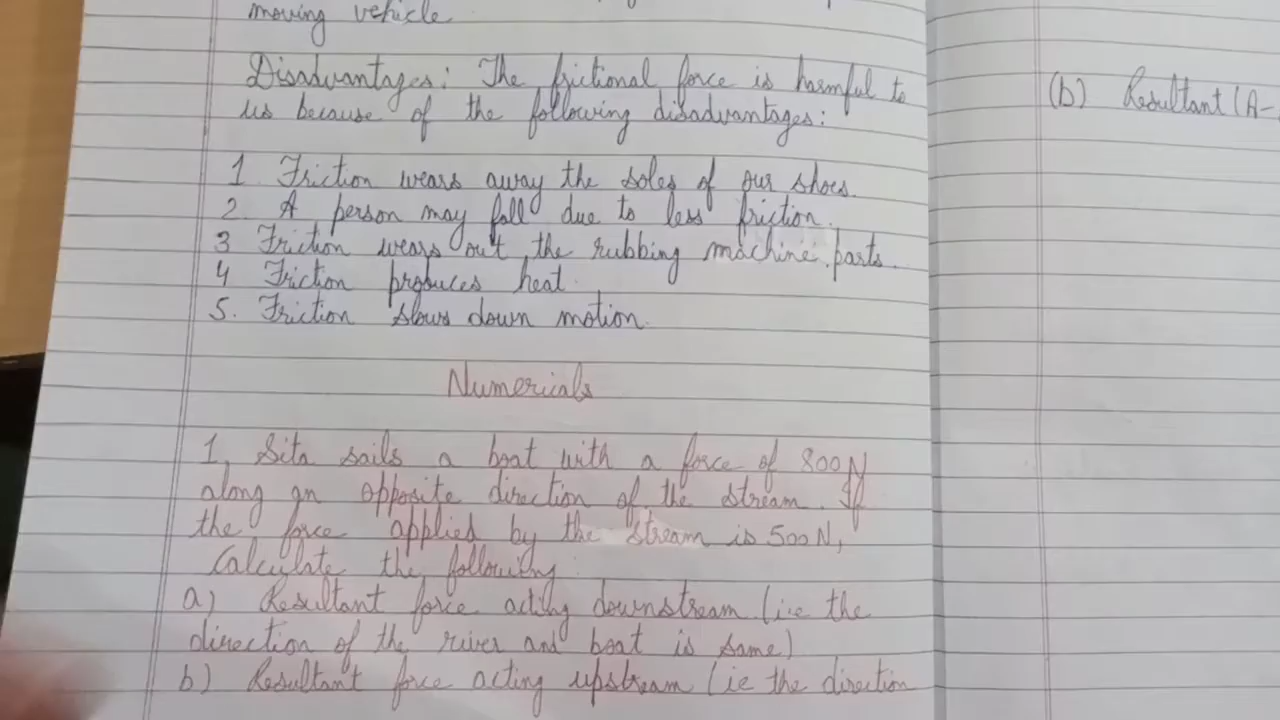 moving vehicle
Disadvantages: The frictional force is harmful to
us because of the following disadvantages:
1 Friction wears away the soles of our shoes.
2. A person may fall due to less friction.
3 Friction wears out the rubbing machine parts.
4 Friction produces heat.
5. Friction slows down motion.
Numericals
1. Sita sails a boat with a force of 800N
along an opposite direction of the stream. If
the force applied by the stream is 500N,
Calculate the following:
a) Resultant force acting downstream (i.e the
direction of the river and boat is same)
b) Resultant force acting upstream (ie the direction
(b) Resultant (A-